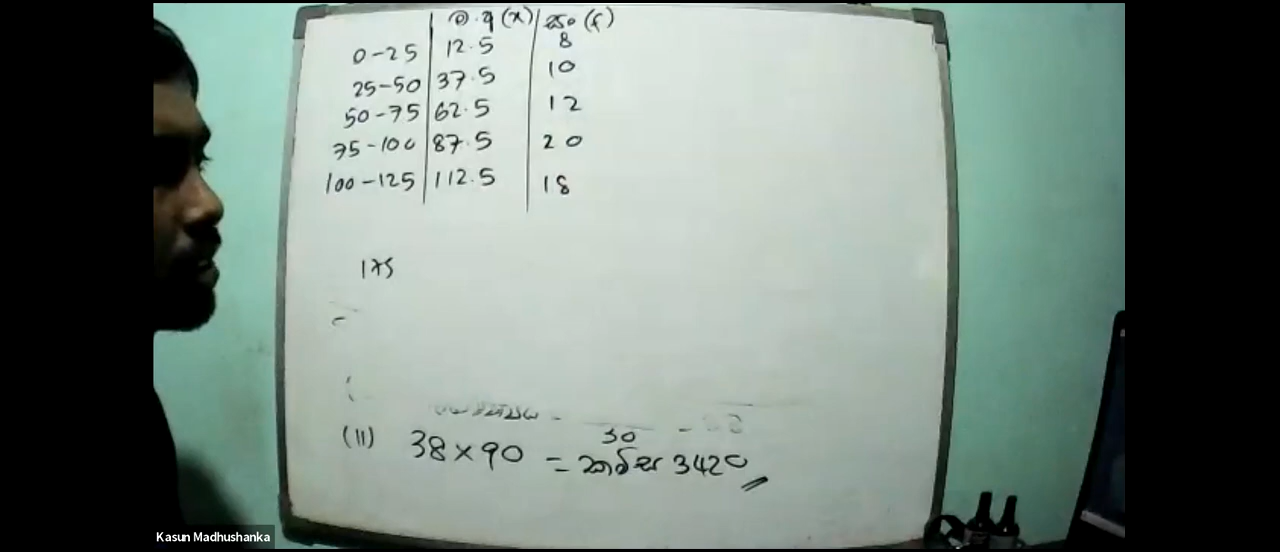 ම.අ (x) සං (f)
0-25 12.5 8
25-50 37.5 10
50-75 62.5 12
75-100 87.5 20
100-125 112.5 18
175
30
(II) 38×90 = 3420
Kasun Madhushanka